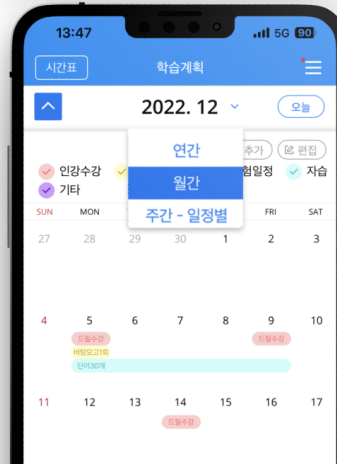 13:47 5G 90
시간표 학습계획
2022. 12 오늘
연간
추가 편집
인강수강 험일정 자습
월간
기타
주간 - 일정별
SUN MON FRI SAT
27 28 29 30 1 2 3
4 5 6 7 8 9 10
드릴수강 드릴수강
바탕모고1회
단어30개
11 12 13 14 15 16 17
드릴수강